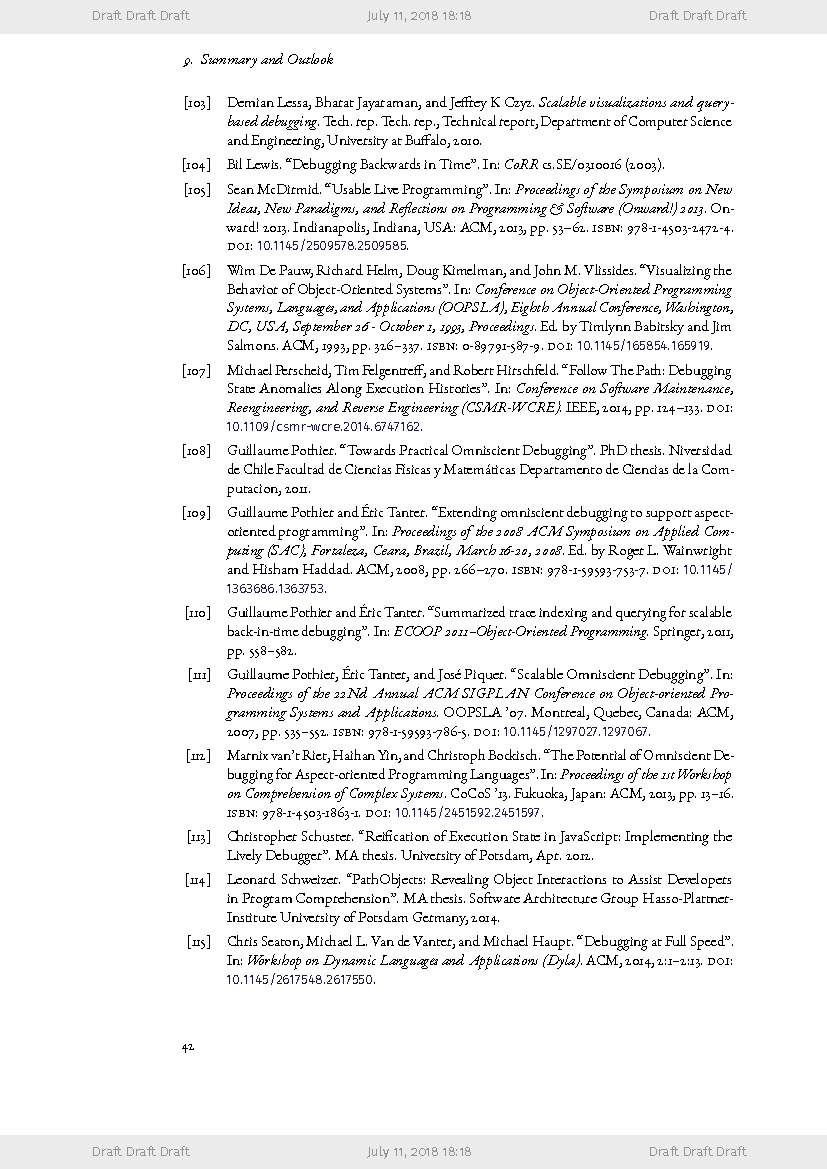 Draft Draft Draft July 11, 2018 18:18 Draft Draft Draft
9. Summary and Outlook
[103] Demian Lessa, Bharat Jayaraman, and Jeffrey K Czyz. Scalable visualizations and query-
based debugging. Tech. rep. Tech. rep., Technical report, Department of Computer Science
and Engineering, University at Buffalo, 2010.
[104] Bil Lewis. “Debugging Backwards in Time”. In: CoRR cs.SE/0310016 (2003).
[105] Sean McDirmid. “Usable Live Programming”. In: Proceedings of the Symposium on New
Ideas, New Paradigms, and Reflections on Programming & Software (Onward!) 2013. On-
ward! 2013. Indianapolis, Indiana, USA: ACM, 2013, pp. 53–62. ISBN: 978-1-4503-2472-4.
DOI: 10.1145/2509578.2509585.
[106] Wim De Pauw, Richard Helm, Doug Kimelman, and John M. Vlissides. “Visualizing the
Behavior of Object-Oriented Systems”. In: Conference on Object-Oriented Programming
Systems, Languages, and Applications (OOPSLA), Eighth Annual Conference, Washington,
DC, USA, September 26 - October 1, 1993, Proceedings. Ed. by Timlynn Babitsky and Jim
Salmons. ACM, 1993, pp. 326–337. ISBN: 0-89791-587-9. DOI: 10.1145/165854.165919.
[107] Michael Perscheid, Tim Felgentreff, and Robert Hirschfeld. “Follow The Path: Debugging
State Anomalies Along Execution Histories”. In: Conference on Software Maintenance,
Reengineering, and Reverse Engineering (CSMR-WCRE). IEEE, 2014, pp. 124–133. DOI:
10.1109/csmr-wcre.2014.6747162.
[108] Guillaume Pothier. “Towards Practical Omniscient Debugging”. PhD thesis. Niversidad
de Chile Facultad de Ciencias Físicas y Matemáticas Departamento de Ciencias de la Com-
putacion, 2011.
[109] Guillaume Pothier and Éric Tanter. “Extending omniscient debugging to support aspect-
oriented programming”. In: Proceedings of the 2008 ACM Symposium on Applied Com-
puting (SAC), Fortaleza, Ceara, Brazil, March 16-20, 2008. Ed. by Roger L. Wainwright
and Hisham Haddad. ACM, 2008, pp. 266–270. ISBN: 978-1-59593-753-7. DOI: 10.1145/
1363686.1363753.
[110] Guillaume Pothier and Éric Tanter. “Summarized trace indexing and querying for scalable
back-in-time debugging”. In: ECOOP 2011–Object-Oriented Programming. Springer, 2011,
pp. 558–582.
[111] Guillaume Pothier, Éric Tanter, and José Piquer. “Scalable Omniscient Debugging”. In:
Proceedings of the 22Nd Annual ACM SIGPLAN Conference on Object-oriented Pro-
gramming Systems and Applications. OOPSLA ’07. Montreal, Quebec, Canada: ACM,
2007, pp. 535–552. ISBN: 978-1-59593-786-5. DOI: 10.1145/1297027.1297067.
[112] Marnix van’t Riet, Haihan Yin, and Christoph Bockisch. “The Potential of Omniscient De-
bugging for Aspect-oriented Programming Languages”. In: Proceedings of the 1st Workshop
on Comprehension of Complex Systems. CoCoS ’13. Fukuoka, Japan: ACM, 2013, pp. 13–16.
ISBN: 978-1-4503-1863-1. DOI: 10.1145/2451592.2451597.
[113] Christopher Schuster. “Reification of Execution State in JavaScript: Implementing the
Lively Debugger”. MA thesis. University of Potsdam, Apr. 2012.
[114] Leonard Schweizer. “PathObjects: Revealing Object Interactions to Assist Developers
in Program Comprehension”. MA thesis. Software Architecture Group Hasso-Plattner-
Institute University of Potsdam Germany, 2014.
[115] Chris Seaton, Michael L. Van de Vanter, and Michael Haupt. “Debugging at Full Speed”.
In: Workshop on Dynamic Languages and Applications (Dyla). ACM, 2014, 2:1–2:13. DOI:
10.1145/2617548.2617550.
42
Draft Draft Draft July 11, 2018 18:18 Draft Draft Draft